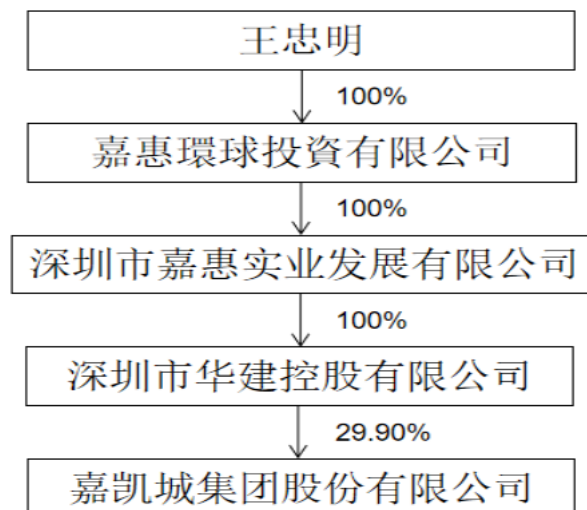 王忠明
100%
嘉惠環球投資有限公司
100%
深圳市嘉惠实业发展有限公司
100%
深圳市华建控股有限公司
29.90%
嘉凯城集团股份有限公司